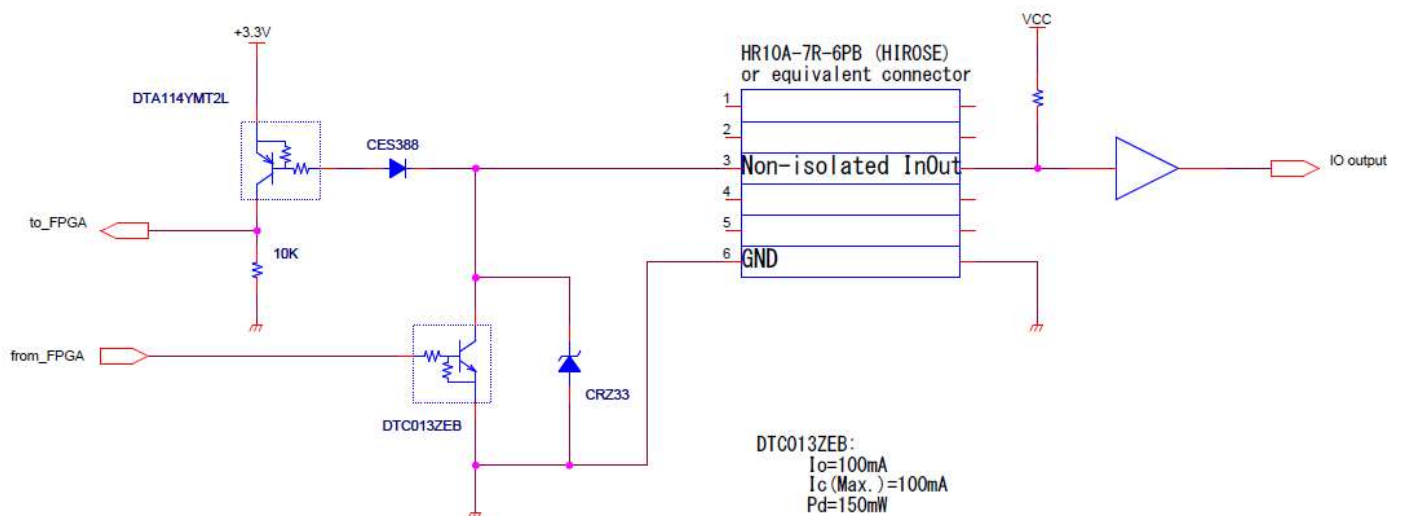 +3.3V
VCC
HR10A-7R-6PB (HIROSE)
or equivalent connector
DTA114YMT2L
1
CES388
2
3 Non-isolated InOut
IO output
4
to_FPGA
5
10K
6 GND
from_FPGA
CRZ33
DTC013ZEB
DTC013ZEB:
Io=100mA
Ic(Max.)=100mA
Pd=150mW